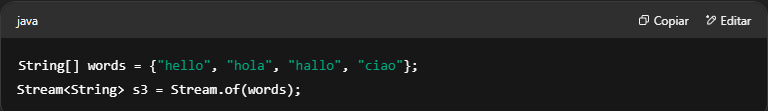 java
Copiar
Editar
String[] words = {"hello", "hola", "hallo", "ciao"};
Stream<String> s3 = Stream.of(words);